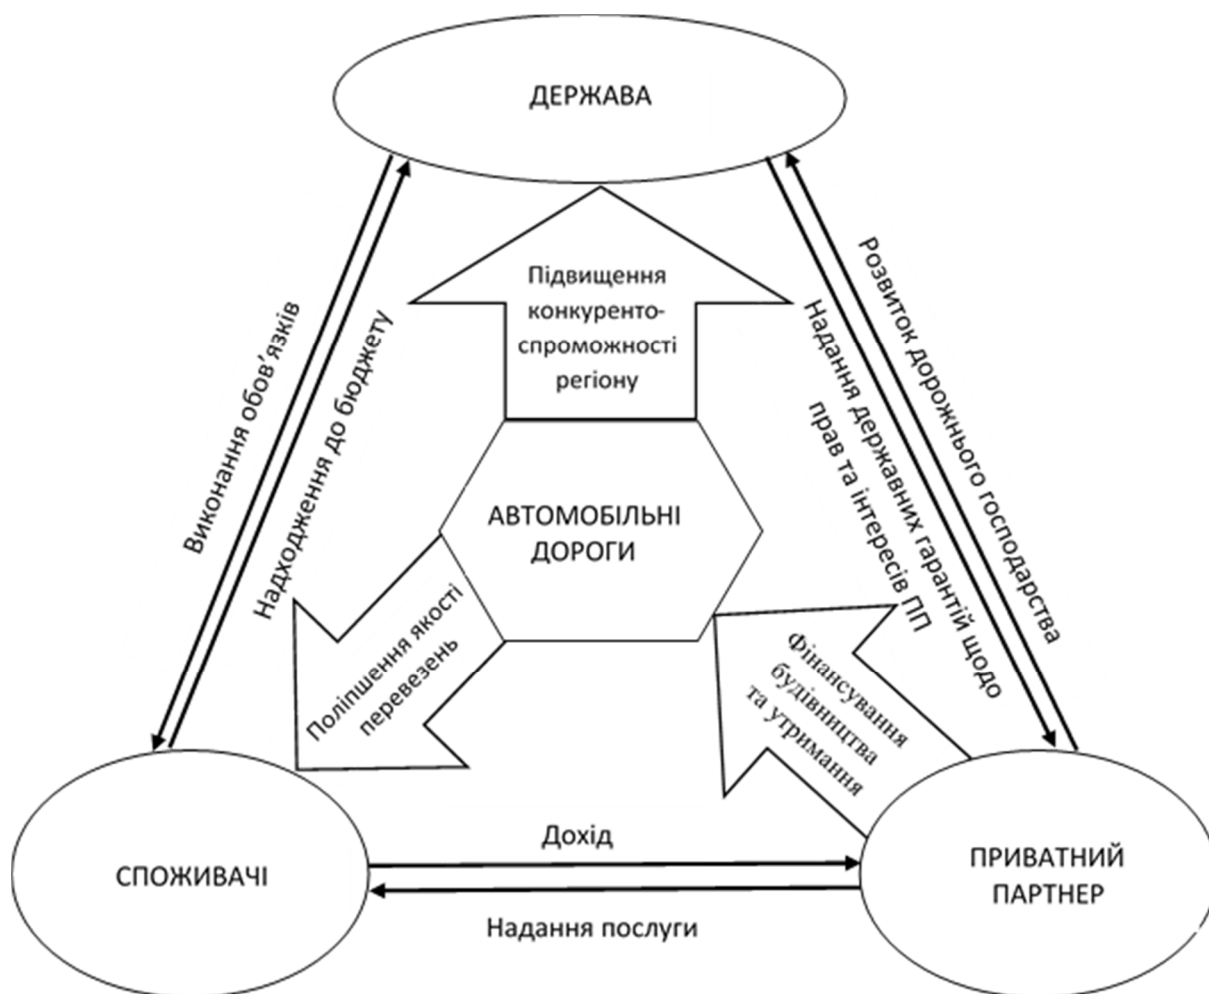 ДЕРЖАВА
Підвищення
конкуренто-
спроможності
регіону
Виконання обов’язків
Надходження до бюджету
Розвиток дорожнього господарства
Надання державних гарантій щодо
прав та інтересів ПП
АВТОМОБІЛЬНІ
ДОРОГИ
Поліпшення якості
перевезень
Фінансування
будівництва
та утримання
СПОЖИВАЧІ
Дохід
Надання послуги
ПРИВАТНИЙ
ПАРТНЕР